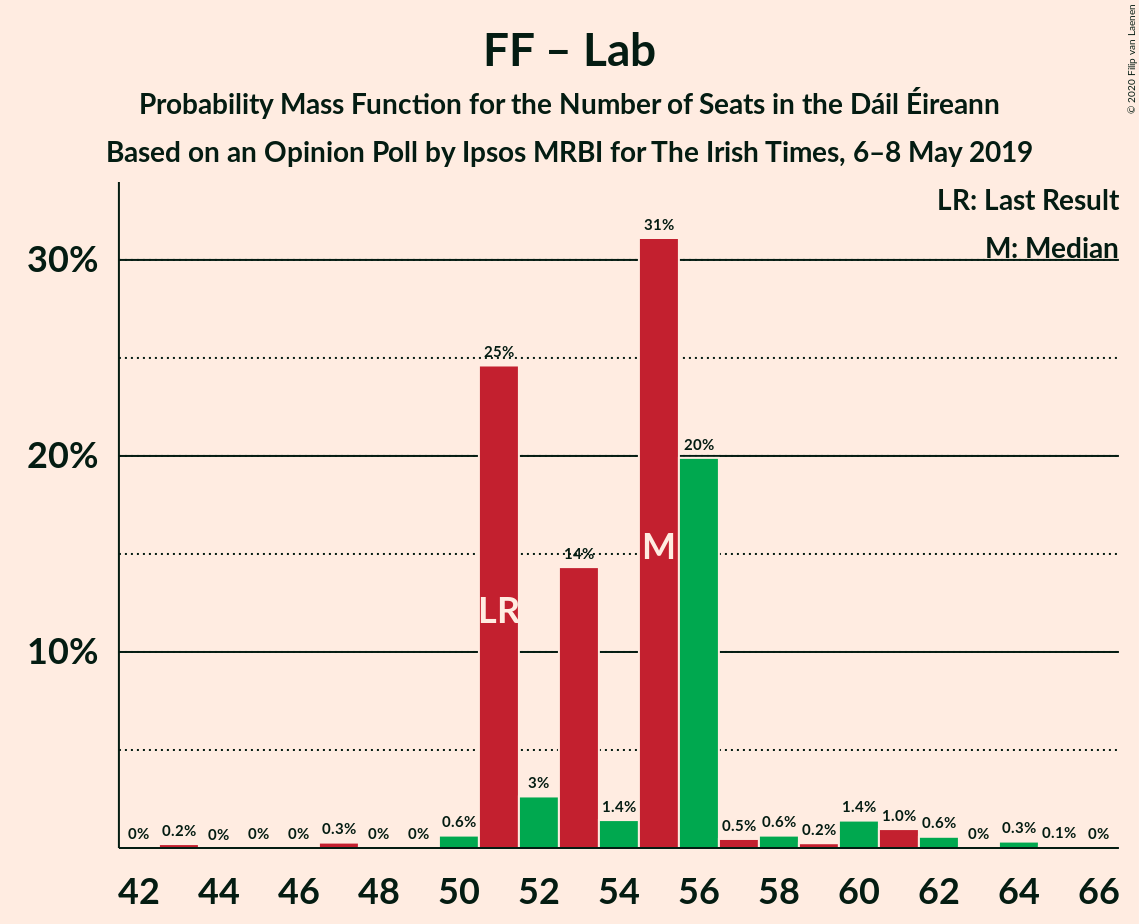 © 2020 Filip van Laenen
FF – Lab
Probability Mass Function for the Number of Seats in the Dáil Éireann
Based on an Opinion Poll by Ipsos MRBI for The Irish Times, 6–8 May 2019
LR: Last Result
M: Median
30%
20%
10%
0% 0.2% 0% 0% 0% 0.3% 0% 0% 0.6% 25% 3% 14% 1.4% 31% 20% 0.5% 0.6% 0.2% 1.4% 1.0% 0.6% 0% 0.3% 0.1% 0%
LR M
42 44 46 48 50 52 54 56 58 60 62 64 66